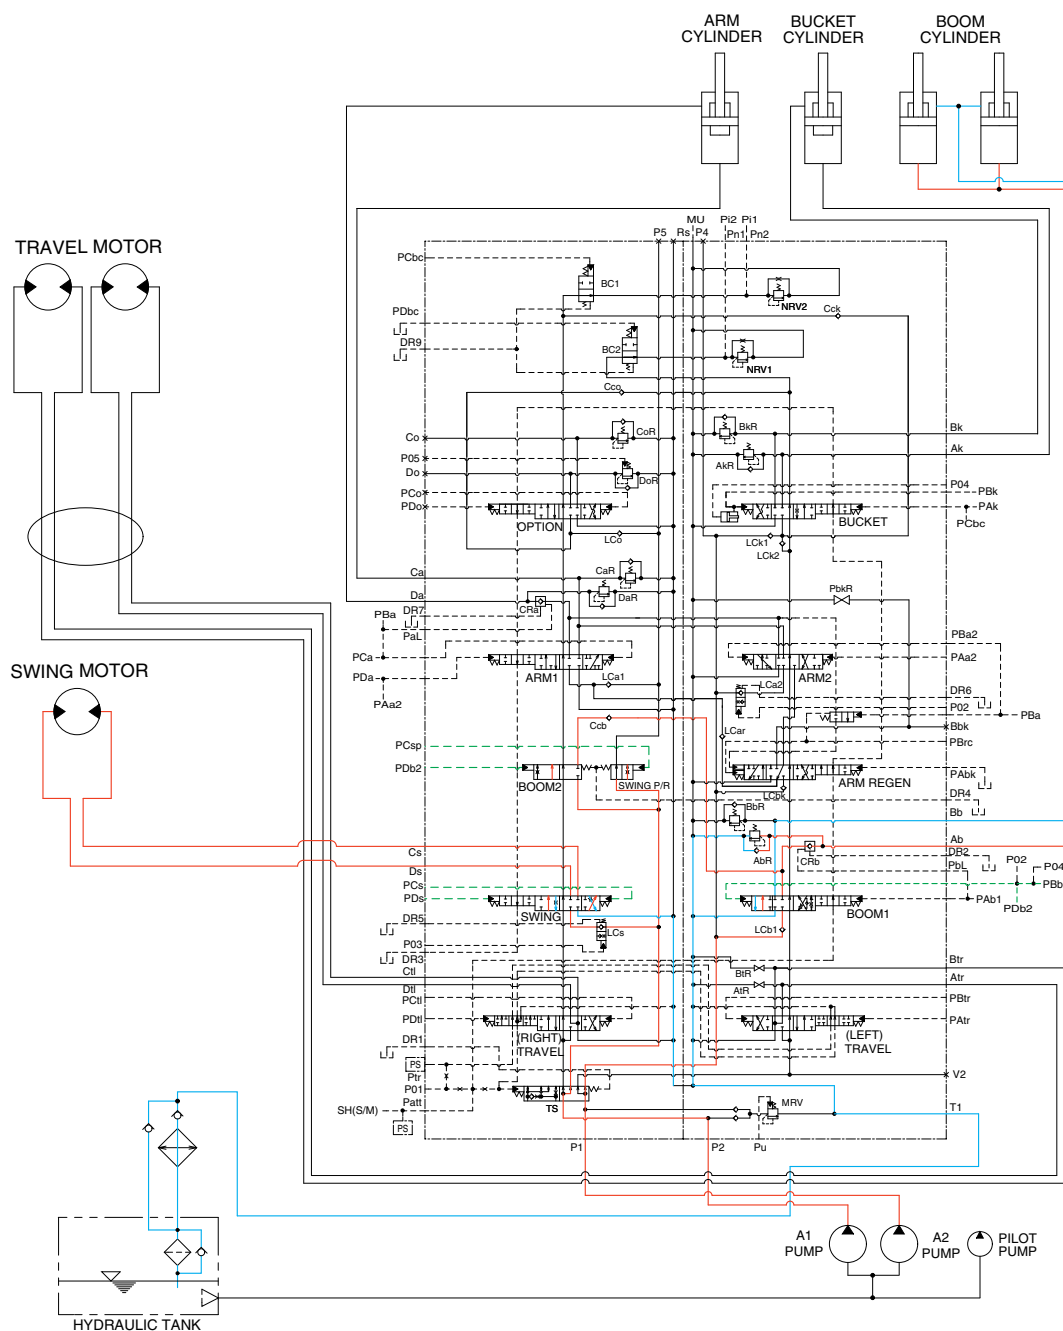 ARM
CYLINDER
BUCKET
CYLINDER
BOOM
CYLINDER
TRAVEL MOTOR
MU
Pi2 Pi1
P5 Rs P4
Pn1 Pn2
PCbc
BC1
NRV2
Cck
PDbc
DR9
BC2
NRV1
Cco
Co
CoR
BkR
Bk
P05
Do
DoR
AkR
Ak
PCo
PDo
OPTION
P04
PBk
PAk
PCbc
BUCKET
LCo
LCk1
LCk2
Ca
CaR
Da
DaR
CRa
PbkR
PBa
DR7
PaL
PBa2
PCa
PAa2
PDa
ARM1
ARM2
PAa2
LCa1
LCa2
DR6
P02
PBa
SWING MOTOR
Ccb
LCar
Bbk
PCsp
PBrc
PDb2
BOOM2
SWING P/R
ARM REGEN
PAbk
LCbk
DR4
BbR
Bb
AbR
CRb
Ab
DR2
PbL
P02
P04
PBb
PDb2
Cs
Ds
PCs
PDs
SWING
BOOM1
PAb1
DR5
LCs
LCb1
P03
DR3
Ctl
BtR
Btr
Dtl
AtR
Atr
PCtl
PBtr
PDtl
PAtr
(RIGHT)
TRAVEL
(LEFT)
TRAVEL
DR1
PS
Ptr
P01
Patt
TS
V2
SH(S/M)
PS
MRV
T1
P1
P2
Pu
A1
PUMP
A2
PUMP
PILOT
PUMP
HYDRAULIC TANK